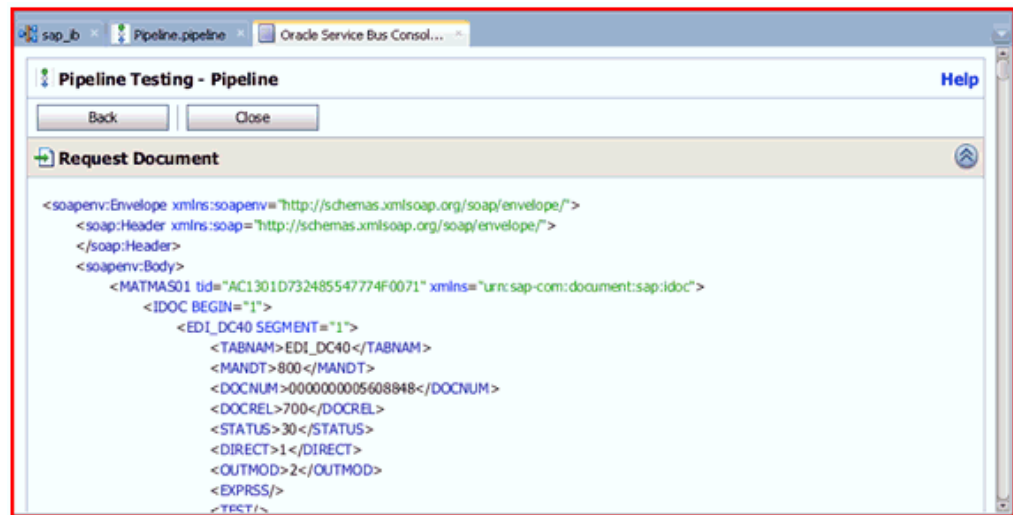 sap_ib Pipeline.pipeline Oracle Service Bus Consol...
Pipeline Testing - Pipeline Help
Back Close
Request Document
<soapenv:Envelope xmlns:soapenv="http://schemas.xmlsoap.org/soap/envelope/">
<soap:Header xmlns:soap="http://schemas.xmlsoap.org/soap/envelope/">
</soap:Header>
<soapenv:Body>
<MATMAS01 tid="AC1301D732485547774F0071" xmlns="urn:sap-com:document:sap:idoc">
<IDOC BEGIN="1">
<EDI_DC40 SEGMENT="1">
<TABNAM>EDI_DC40</TABNAM>
<MANDT>800</MANDT>
<DOCNUM>0000000005608848</DOCNUM>
<DOCREL>700</DOCREL>
<STATUS>30</STATUS>
<DIRECT>1</DIRECT>
<OUTMOD>2</OUTMOD>
<EXPRSS/>
<TEST/>